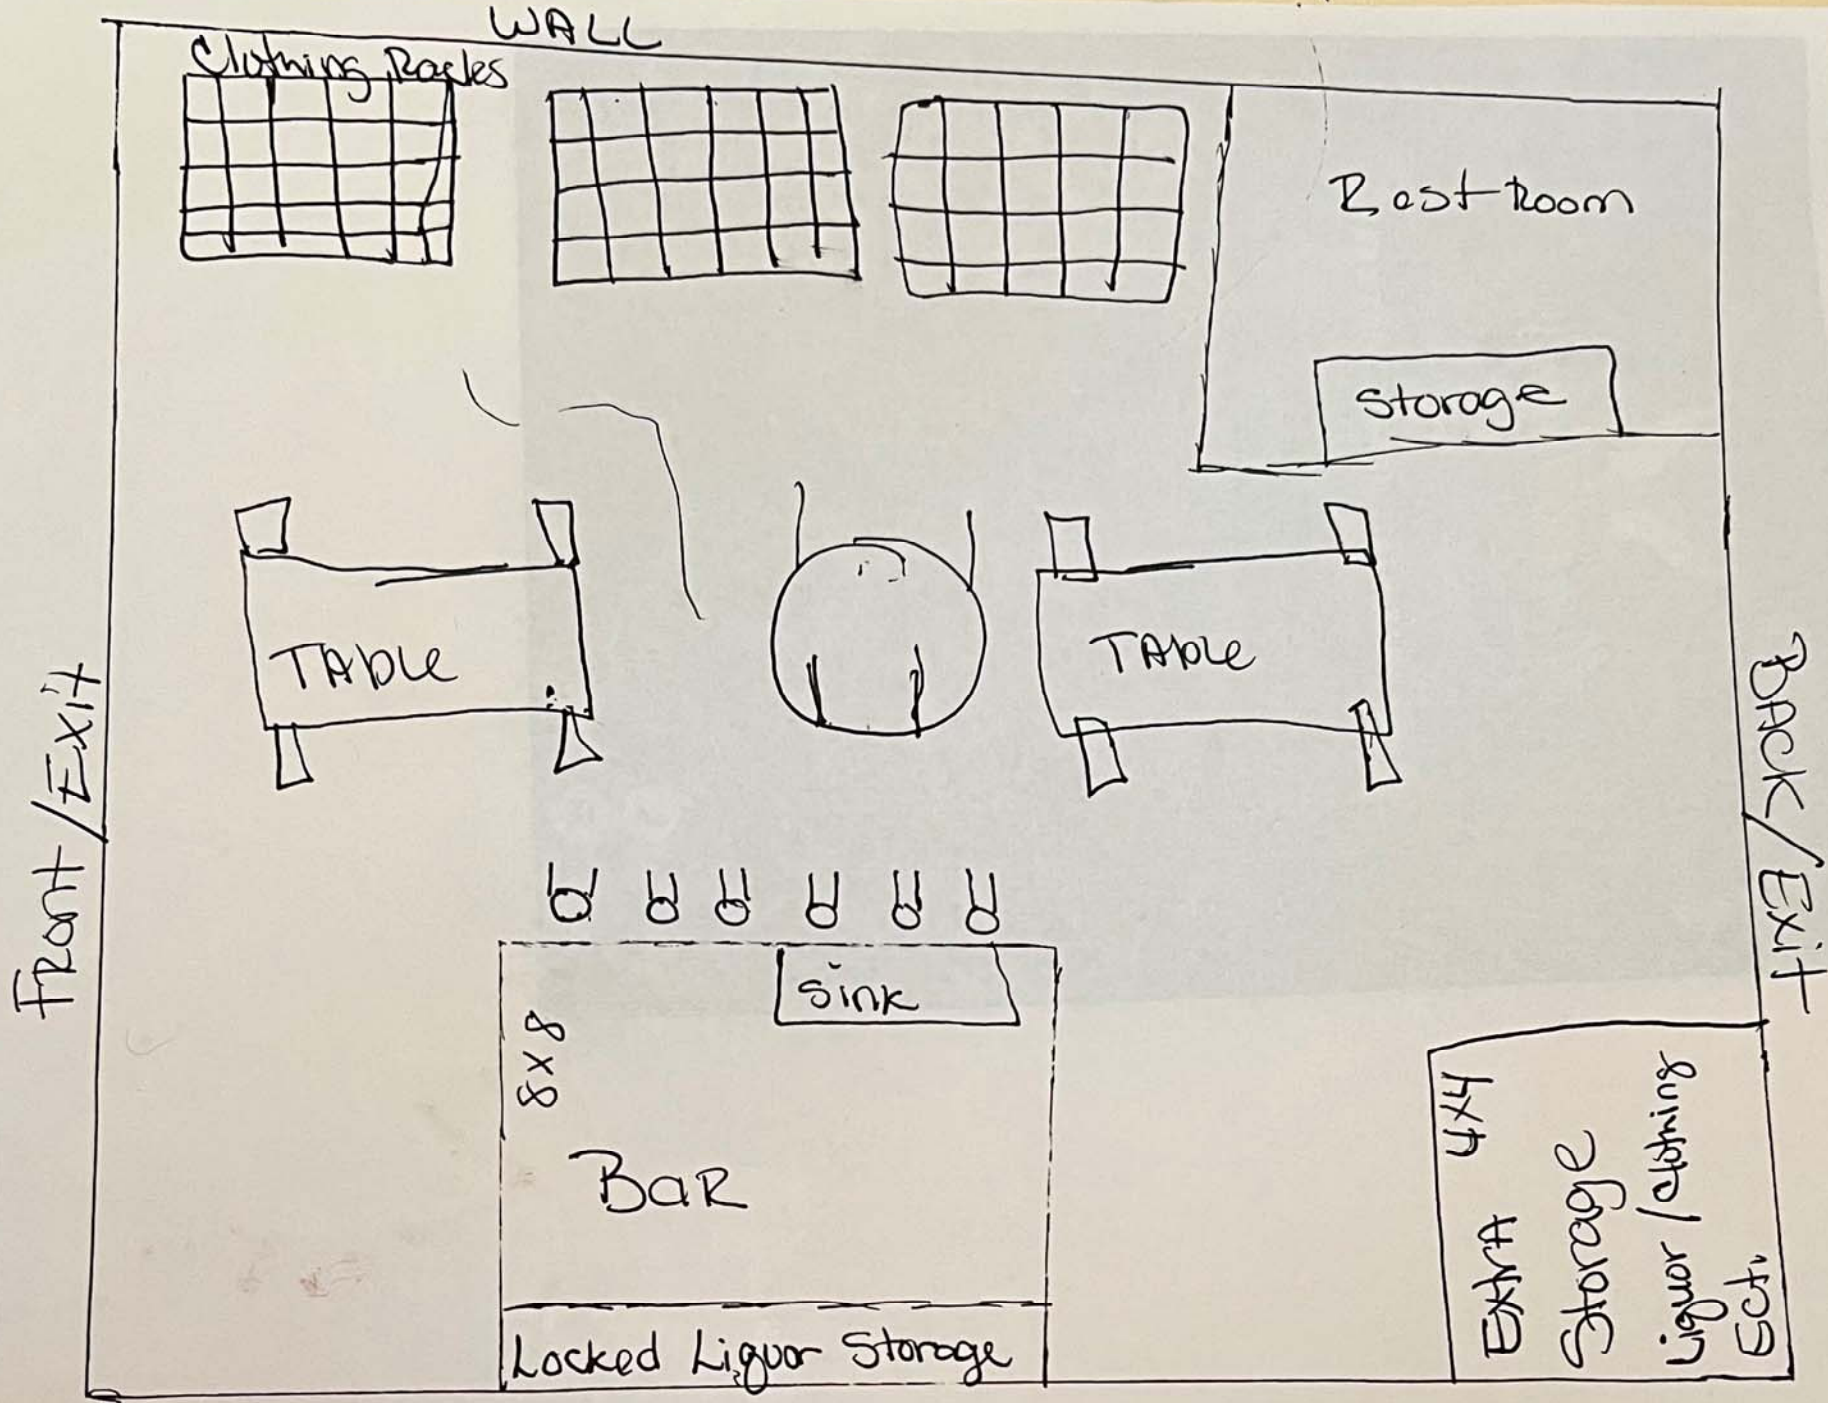 WALL
Clothing Racks
Rest Room
Storage
TABLE
TABLE
Front/Exit
BACK/Exit
Sink
8x8
BaR
Locked Liquor Storage
4x4
ExtrA
Storage
Liquor/Clothing
Ect.